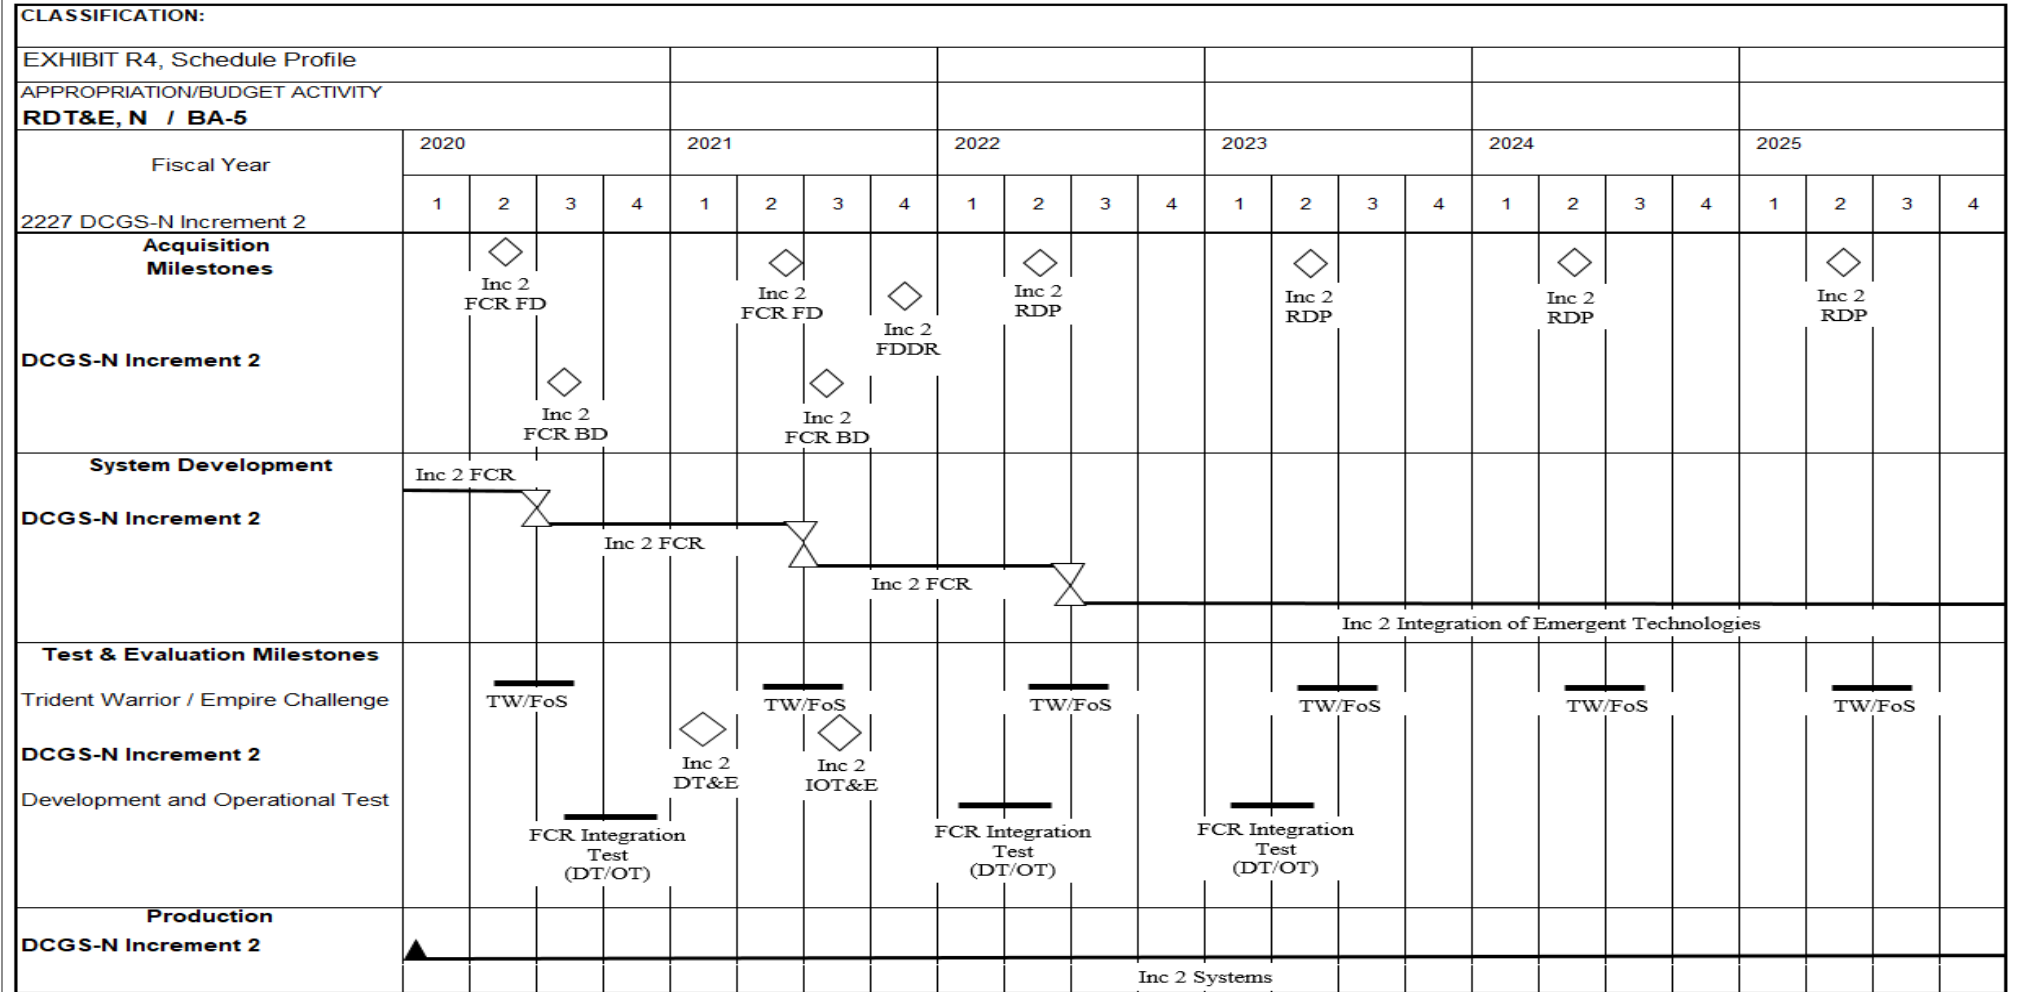 CLASSIFICATION:
EXHIBIT R4, Schedule Profile
APPROPRIATION/BUDGET ACTIVITY
RDT&E, N / BA-5
Fiscal Year
2020 2021 2022 2023 2024 2025
2227 DCGS-N Increment 2
1 2 3 4 1 2 3 4 1 2 3 4 1 2 3 4 1 2 3 4 1 2 3 4
Acquisition
Milestones
Inc 2
FCR FD
Inc 2
FCR FD
Inc 2
FDDR
Inc 2
RDP
Inc 2
RDP
Inc 2
RDP
Inc 2
RDP
DCGS-N Increment 2
Inc 2
FCR BD
Inc 2
FCR BD
System Development
Inc 2 FCR
DCGS-N Increment 2
Inc 2 FCR
Inc 2 FCR
Inc 2 Integration of Emergent Technologies
Test & Evaluation Milestones
Trident Warrior / Empire Challenge
TW/FoS TW/FoS TW/FoS TW/FoS TW/FoS TW/FoS
DCGS-N Increment 2
Inc 2
DT&E
Inc 2
IOT&E
Development and Operational Test
FCR Integration
Test
(DT/OT)
FCR Integration
Test
(DT/OT)
FCR Integration
Test
(DT/OT)
Production
DCGS-N Increment 2
Inc 2 Systems